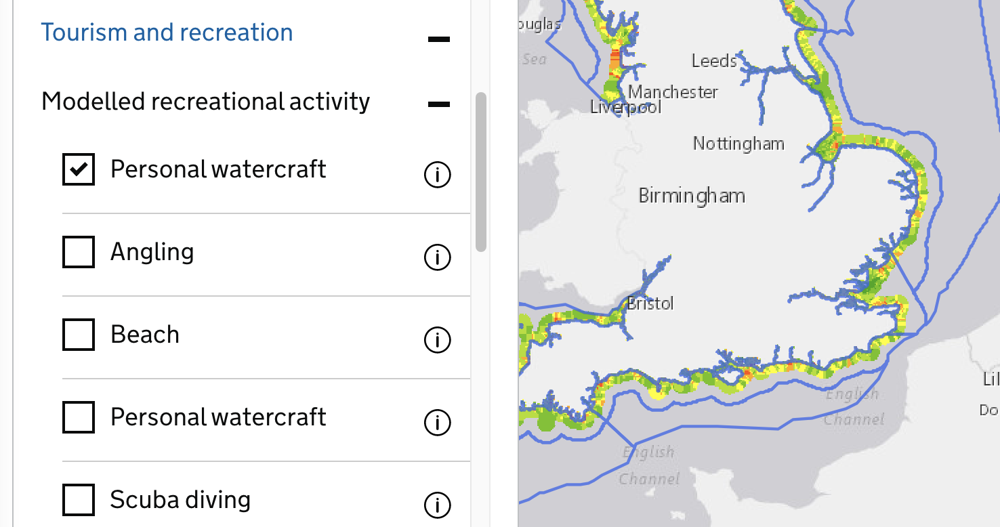 Tourism and recreation
Modelled recreational activity
Personal watercraft
Angling
Beach
Personal watercraft
Scuba diving
ouglas
Sea
Leeds
Manchester
Liverpool
Nottingham
Birmingham
Bristol
English
Channel
English
Channel
Lil
Do